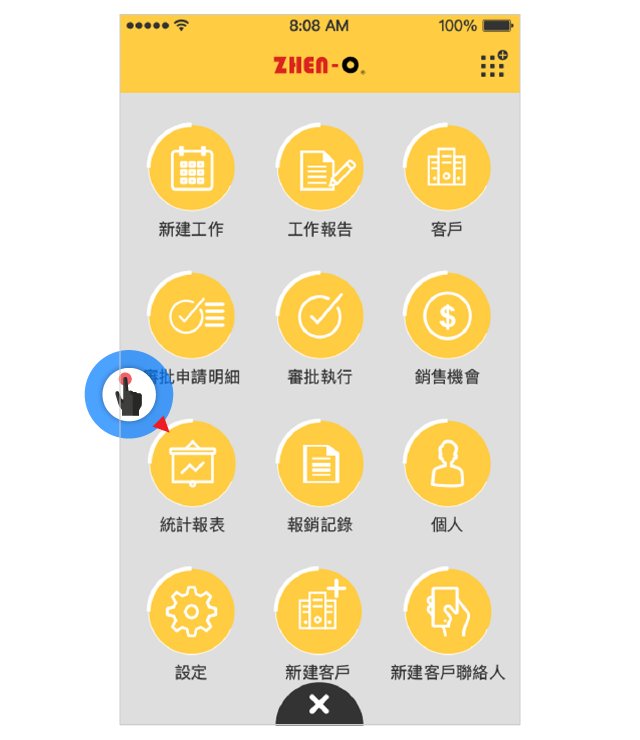 8:08 AM 100%
ZHEN-O
新建工作 工作報告 客戶
審批申請明細 審批執行 銷售機會
統計報表 報銷記錄 個人
設定 新建客戶 新建客戶聯絡人